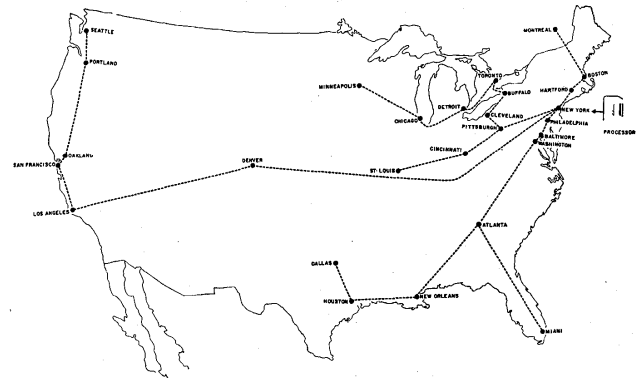 SEATTLE
MONTREAL
PORTLAND
TORONTO
BOSTON
MINNEAPOLIS
BUFFALO
HARTFORD
DETROIT
NEW YORK
CLEVELAND
CHICAGO
PHILADELPHIA
PITTSBURGH
PROCESSOR
BALTIMORE
WASHINGTON
CINCINNATI
OAKLAND
SAN FRANCISCO
DENVER
ST. LOUIS
LOS ANGELES
ATLANTA
DALLAS
HOUSTON
NEW ORLEANS
MIAMI